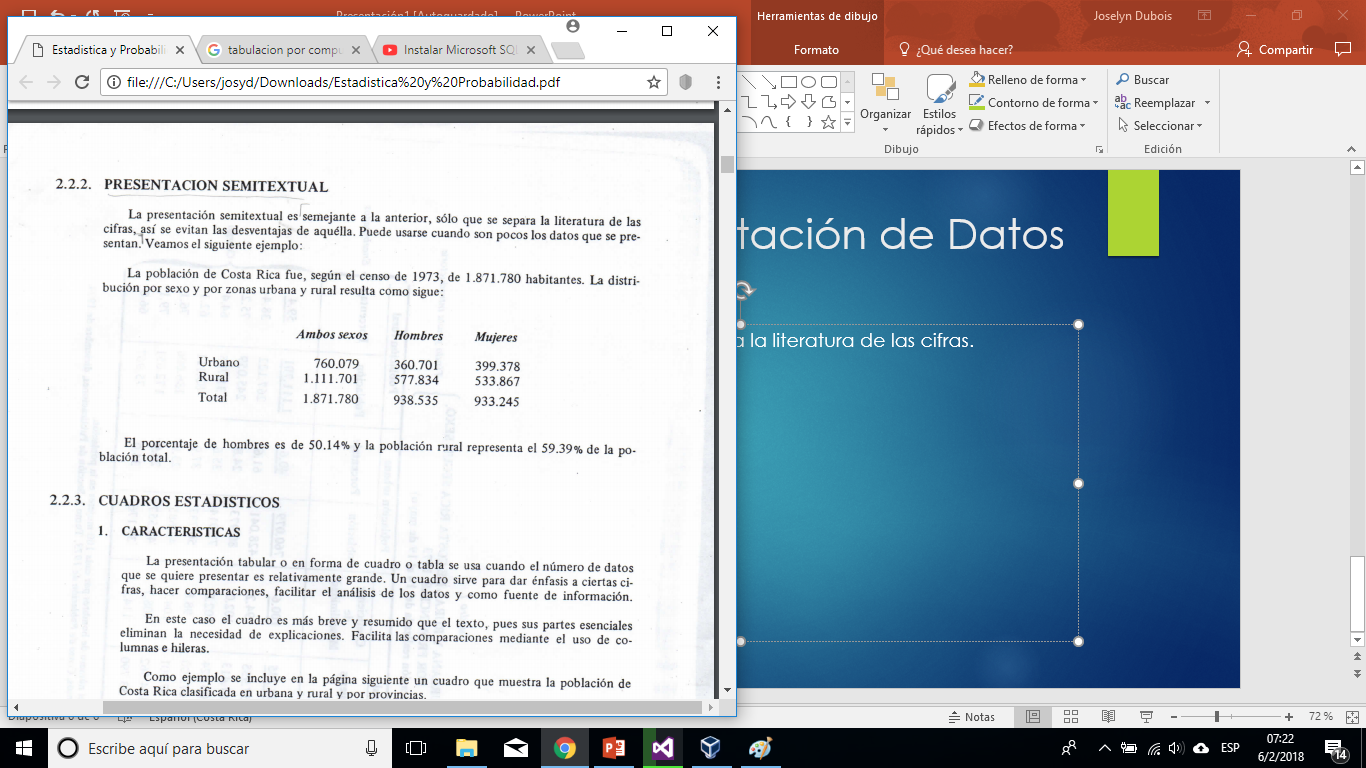 Presentación1 [Autoguardado] - PowerPoint
Herramientas de dibujo
Joselyn Dubois
Formato
¿Qué desea hacer?
Compartir
Estadistica y Probabili
tabulacion por compu
Instalar Microsoft SQ
file:///C:/Users/josyd/Downloads/Estadistica%20y%20Probabilidad.pdf
Organizar
Estilos
rápidos
Relleno de forma
Contorno de forma
Efectos de forma
Dibujo
Buscar
Reemplazar
Seleccionar
Edición
2.2.2. PRESENTACION SEMITEXTUAL
La presentación semitextual es semejante a la anterior, sólo que se separa la literatura de las
cifras, así se evitan las desventajas de aquélla. Puede usarse cuando son pocos los datos que se pre-
sentan. Veamos el siguiente ejemplo:
La población de Costa Rica fue, según el censo de 1973, de 1.871.780 habitantes. La distri-
bución por sexo y por zonas urbana y rural resulta como sigue:
Ambos sexos Hombres Mujeres
Urbano 760.079 360.701 399.378
Rural 1.111.701 577.834 533.867
Total 1.871.780 938.535 933.245
El porcentaje de hombres es de 50.14% y la población rural representa el 59.39% de la po-
blación total.
2.2.3. CUADROS ESTADISTICOS
1. CARACTERISTICAS
La presentación tabular o en forma de cuadro o tabla se usa cuando el número de datos
que se quiere presentar es relativamente grande. Un cuadro sirve para dar énfasis a ciertas ci-
fras, hacer comparaciones, facilitar el análisis de los datos y como fuente de información.
En este caso el cuadro es más breve y resumido que el texto, pues sus partes esenciales
eliminan la necesidad de explicaciones. Facilita las comparaciones mediante el uso de co-
lumnas e hileras.
Como ejemplo se incluye en la página siguiente un cuadro que muestra la población de
Costa Rica clasificada en urbana y rural y por provincias.
tación de Datos
a la literatura de las cifras.
Español (Costa Rica)
Notas
72 %
Escribe aquí para buscar
ESP
07:22
6/2/2018
14